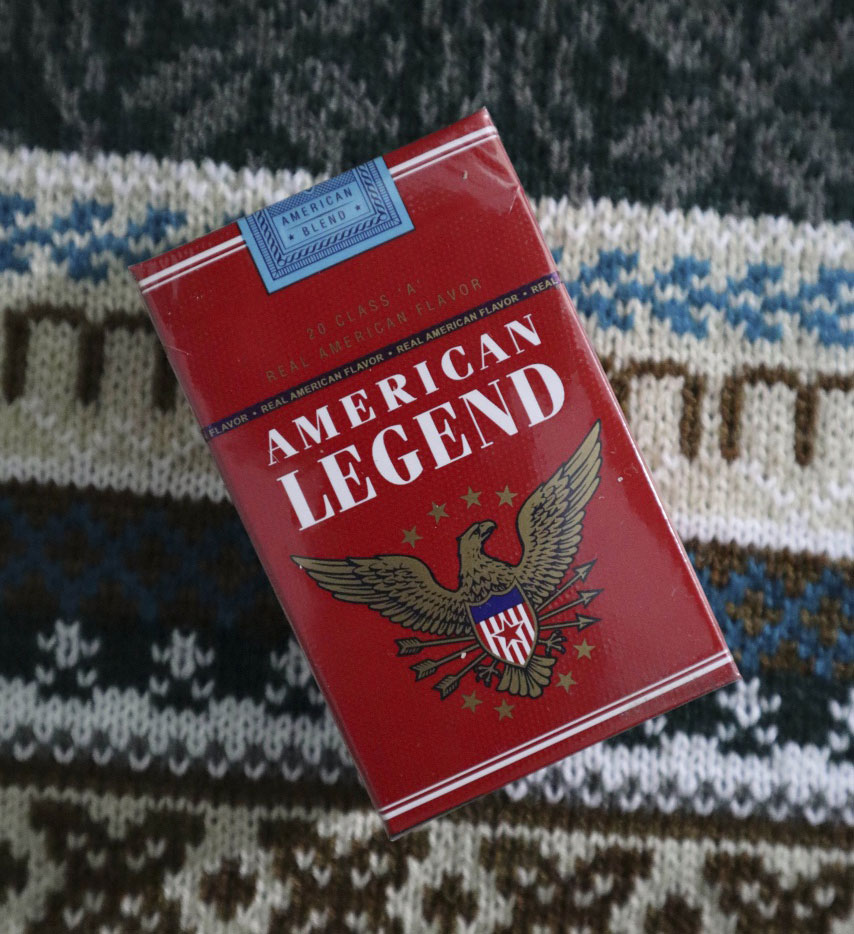 AMERICAN
BLEND
20 CLASS 'A'
REAL AMERICAN FLAVOR
FLAVOR • REAL AMERICAN FLAVOR • REAL AMERICAN FLAVOR • REAL
AMERICAN
LEGEND